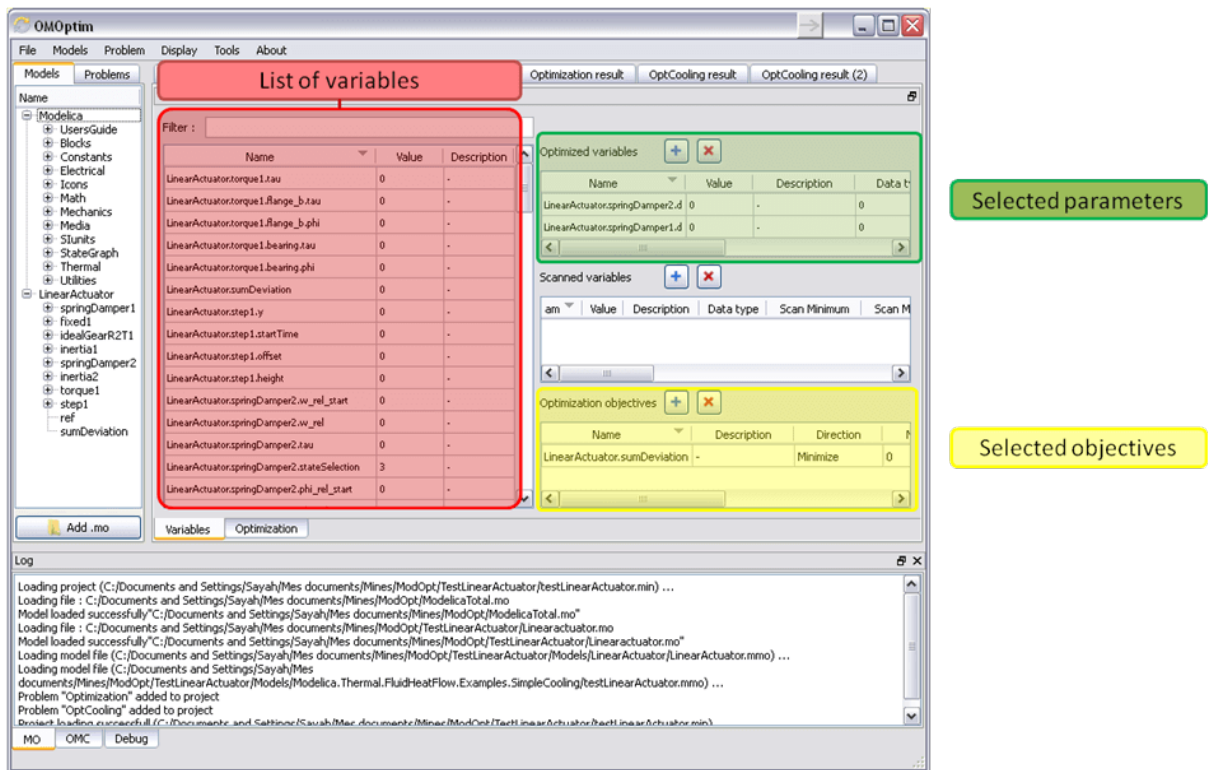 OMOptim
File Models Problem Display Tools About
Models Problems
List of variables
Optimization result OptCooling result OptCooling result (2)
Name
Modelica
UsersGuide
Blocks
Constants
Electrical
Icons
Math
Mechanics
Media
SIunits
StateGraph
Thermal
Utilities
LinearActuator
springDamper1
fixed1
idealGearR2T1
inertia1
springDamper2
inertia2
torque1
step1
ref
sumDeviation
Add .mo
Filter :
Name Value Description
LinearActuator.torque1.tau 0 -
LinearActuator.torque1.flange_b.tau 0 -
LinearActuator.torque1.flange_b.phi 0 -
LinearActuator.torque1.bearing.tau 0 -
LinearActuator.torque1.bearing.phi 0 -
LinearActuator.sumDeviation 0 -
LinearActuator.step1.y 0 -
LinearActuator.step1.startTime 0 -
LinearActuator.step1.offset 0 -
LinearActuator.step1.height 0 -
LinearActuator.springDamper2.w_rel_start 0 -
LinearActuator.springDamper2.w_rel 0 -
LinearActuator.springDamper2.tau 0 -
LinearActuator.springDamper2.stateSelection 3 -
LinearActuator.springDamper2.phi_rel_start 0 -
Optimized variables
Name Value Description Data t
LinearActuator.springDamper2.d 0 - 0
LinearActuator.springDamper1.d 0 - 0
Selected parameters
Scanned variables
am Value Description Data type Scan Minimum Scan M
Optimization objectives
Name Description Direction N
LinearActuator.sumDeviation - Minimize 0
Selected objectives
Variables Optimization
Log
Loading project (C:/Documents and Settings/Sayah/Mes documents/Mines/ModOpt/TestLinearActuator/testLinearActuator.min) ...
Loading file : C:/Documents and Settings/Sayah/Mes documents/Mines/ModOpt/ModelicaTotal.mo
Model loaded successfully"C:/Documents and Settings/Sayah/Mes documents/Mines/ModOpt/ModelicaTotal.mo"
Loading file : C:/Documents and Settings/Sayah/Mes documents/Mines/ModOpt/TestLinearActuator/Linearactuator.mo
Model loaded successfully"C:/Documents and Settings/Sayah/Mes documents/Mines/ModOpt/TestLinearActuator/Linearactuator.mo"
Loading model file (C:/Documents and Settings/Sayah/Mes documents/Mines/ModOpt/TestLinearActuator/Models/LinearActuator/LinearActuator.mmo) ...
Loading model file (C:/Documents and Settings/Sayah/Mes
documents/Mines/ModOpt/TestLinearActuator/Models/Modelica.Thermal.FluidHeatFlow.Examples.SimpleCooling/testLinearActuator.mmo) ...
Problem "Optimization" added to project
Problem "OptCooling" added to project
Project loading successfull (C:/Documents and Settings/Sayah/Mes documents/Mines/ModOpt/TestLinearActuator/testLinearActuator.min)
MO OMC Debug